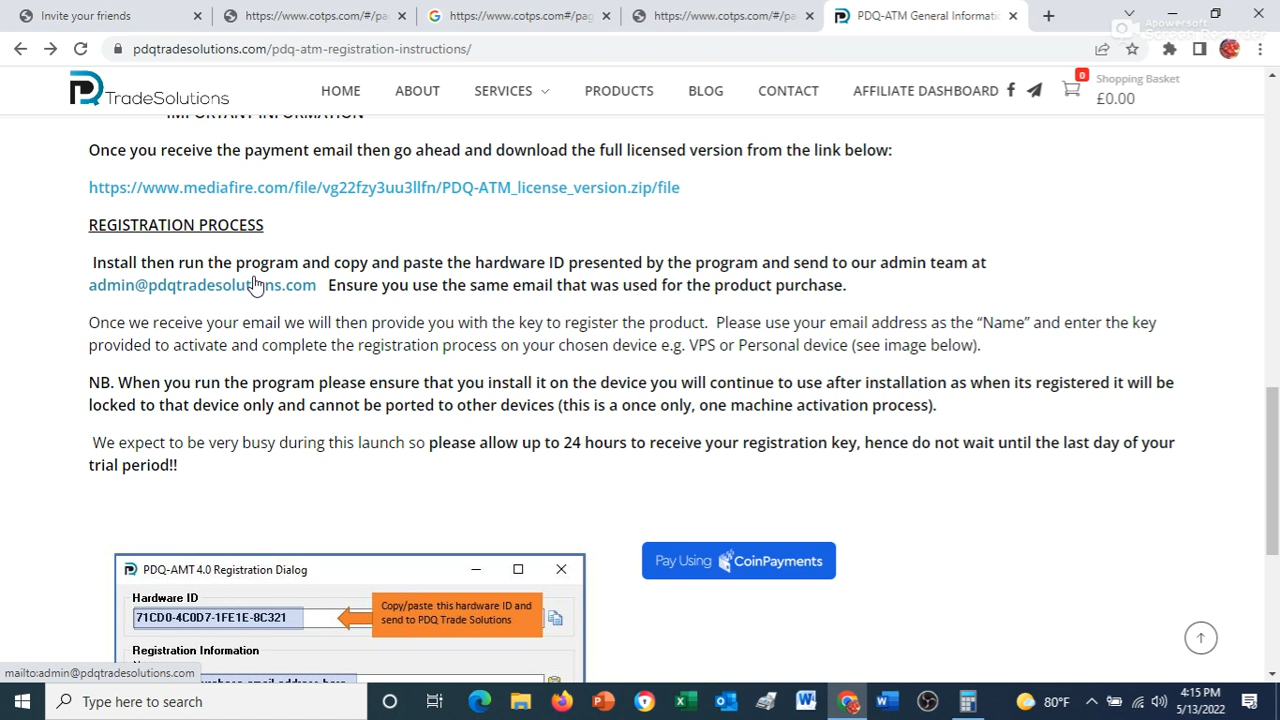 Invite your friend
https://www.cotps.com/#/pa
https://www.cotps.com#/pag
https://www.cotps.com/#/pa
PDQ-ATM General Informati
Apowersoft
Screen Recorder
pdqtradesolutions.com/pdq-atm-registration-instructions/
TradeSolutions
HOME ABOUT SERVICES PRODUCTS BLOG CONTACT AFFILIATE DASHBOARD
0
Shopping Basket
£0.00
IMPORTANT INFORMATION
Once you receive the payment email then go ahead and download the full licensed version from the link below:
https://www.mediafire.com/file/vg22fzy3uu3llfn/PDQ-ATM_license_version.zip/file
REGISTRATION PROCESS
Install then run the program and copy and paste the hardware ID presented by the program and send to our admin team at
admin@pdqtradesolutions.com Ensure you use the same email that was used for the product purchase.
Once we receive your email we will then provide you with the key to register the product. Please use your email address as the “Name” and enter the key
provided to activate and complete the registration process on your chosen device e.g. VPS or Personal device (see image below).
NB. When you run the program please ensure that you install it on the device you will continue to use after installation as when its registered it will be
locked to that device only and cannot be ported to other devices (this is a once only, one machine activation process).
We expect to be very busy during this launch so please allow up to 24 hours to receive your registration key, hence do not wait until the last day of your
trial period!!
Pay Using CoinPayments
PDQ-AMT 4.0 Registration Dialog
Hardware ID
71CD0-4C0D7-1FE1E-8C321
Copy/paste this hardware ID and
send to PDQ Trade Solutions
Registration Information
mailto:admin@pdqtradesolutions.com
Type here to search
80°F
4:15 PM
5/13/2022